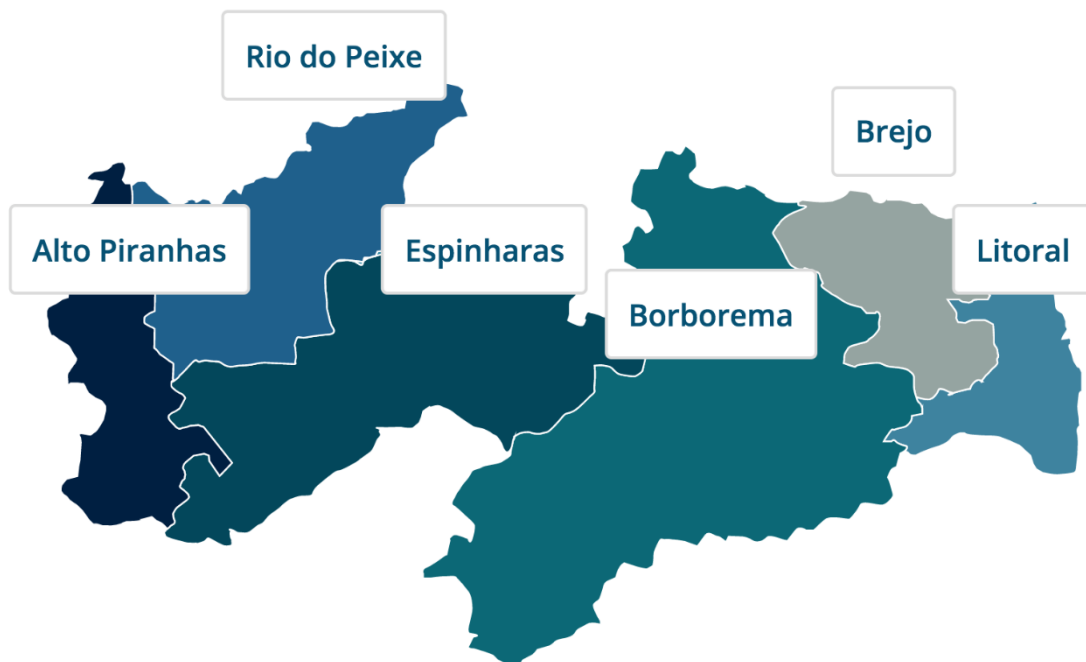 Rio do Peixe
Brejo
Alto Piranhas
Espinharas
Litoral
Borborema